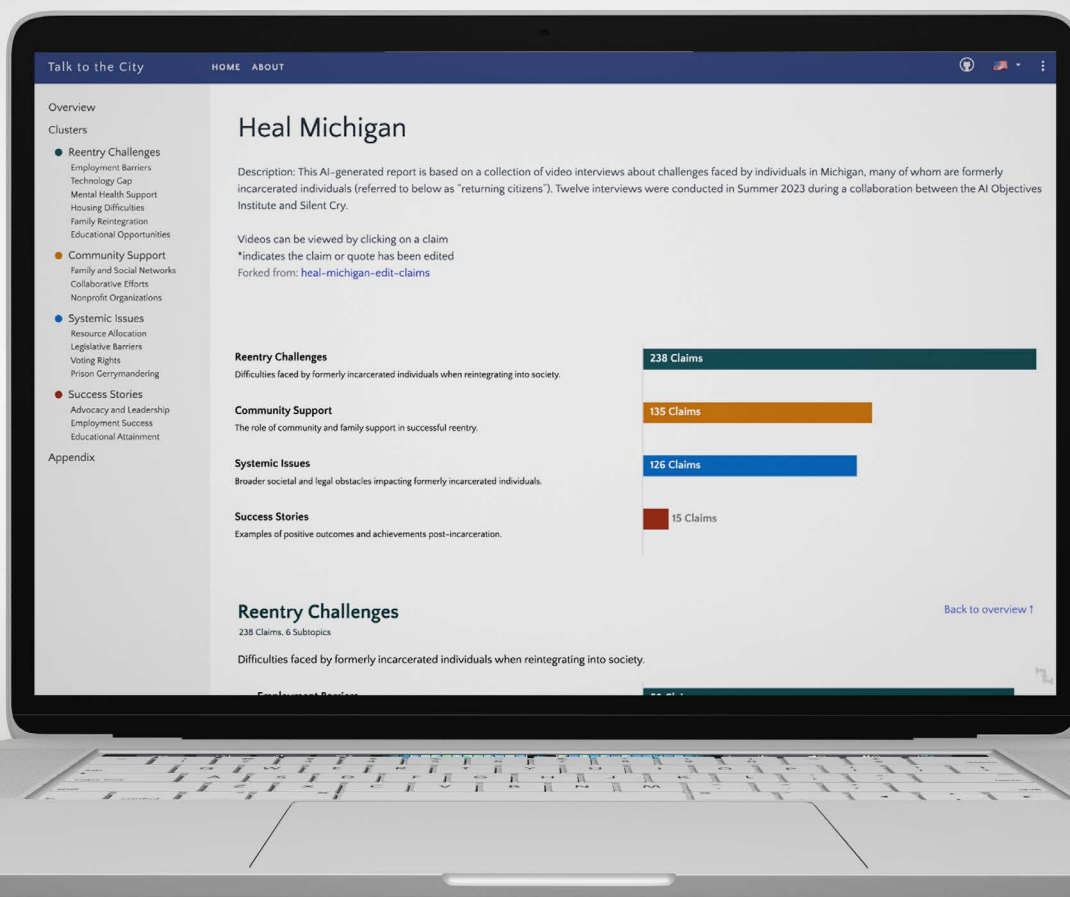 Talk to the City
HOME ABOUT
Overview
Clusters
Reentry Challenges
Employment Barriers
Technology Gap
Mental Health Support
Housing Difficulties
Family Reintegration
Educational Opportunities
Community Support
Family and Social Networks
Collaborative Efforts
Nonprofit Organizations
Systemic Issues
Resource Allocation
Legislative Barriers
Voting Rights
Prison Gerrymandering
Success Stories
Advocacy and Leadership
Employment Success
Educational Attainment
Appendix
Heal Michigan
Description: This AI-generated report is based on a collection of video interviews about challenges faced by individuals in Michigan, many of whom are formerly
incarcerated individuals (referred to below as "returning citizens"). Twelve interviews were conducted in Summer 2023 during a collaboration between the AI Objectives
Institute and Silent Cry.
Videos can be viewed by clicking on a claim
*indicates the claim or quote has been edited
Forked from: heal-michigan-edit-claims
Reentry Challenges
238 Claims
Difficulties faced by formerly incarcerated individuals when reintegrating into society.
Community Support
135 Claims
The role of community and family support in successful reentry.
Systemic Issues
126 Claims
Broader societal and legal obstacles impacting formerly incarcerated individuals.
Success Stories
15 Claims
Examples of positive outcomes and achievements post-incarceration.
Reentry Challenges
Back to overview ↑
238 Claims, 6 Subtopics
Difficulties faced by formerly incarcerated individuals when reintegrating into society.
Employment Barriers